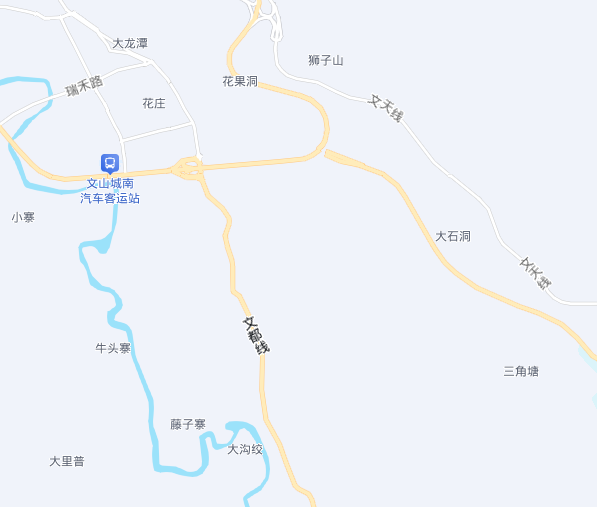 大龙潭
狮子山
花果洞
瑞禾路
花庄
文天线
文山城南
汽车客运站
小寨
大石洞
文天线
文都线
牛头寨
三角塘
藤子寨
大沟绞
大里普